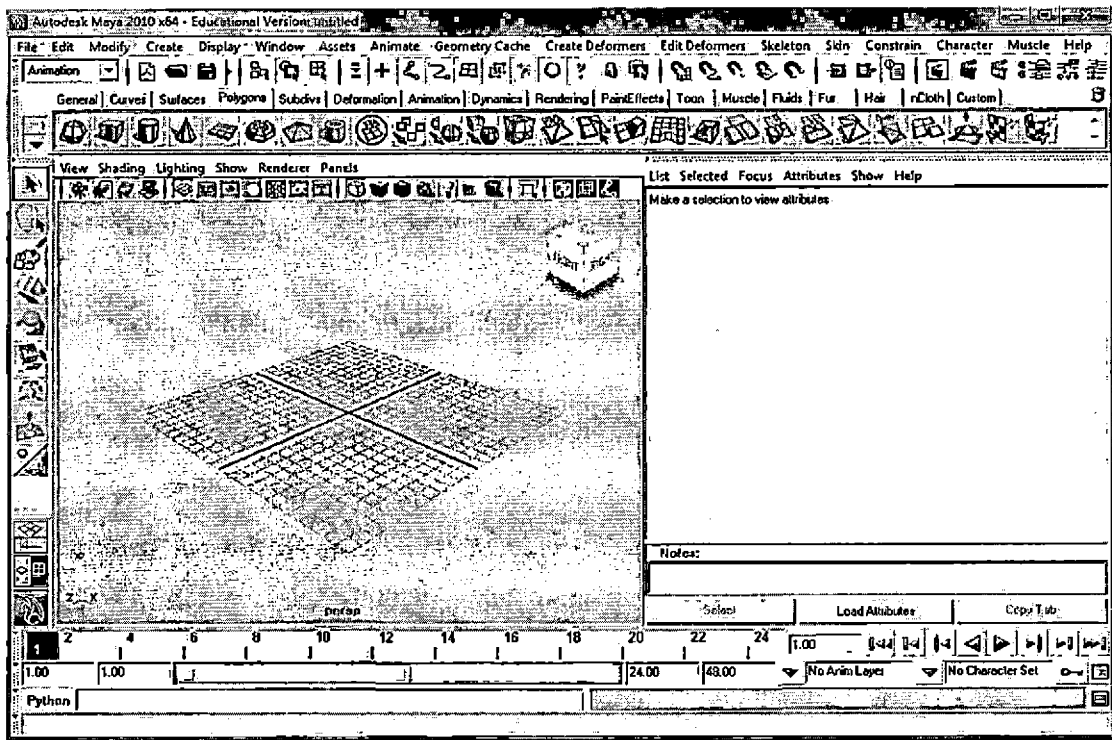 Autodesk Maya 2010 x64 - Educational Version: untitled
File Edit Modify Create Display Window Assets Animate Geometry Cache Create Deformers Edit Deformers Skeleton Skin Constrain Character Muscle Help
Animation
General Curves Surfaces Polygons Subdivs Deformation Animation Dynamics Rendering PaintEffects Toon Muscle Fluids Fur Hair nCloth Custom
View Shading Lighting Show Renderer Panels
List Selected Focus Attributes Show Help
Make a selection to view attributes
Notes:
z x
persp
Select Load Attributes Copy Tab
1 2 4 6 8 10 12 14 16 18 20 22 24 1.00
1.00 1.00 24.00 48.00 No Anim Layer No Character Set
Python